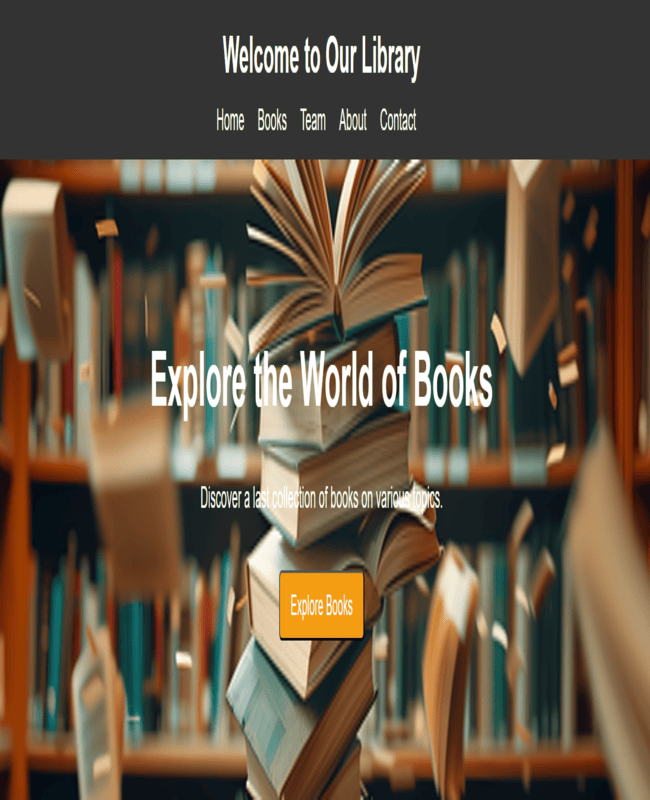 Welcome to Our Library
Home Books Team About Contact
Explore the World of Books
Discover a last collection of books on various topics.
Explore Books